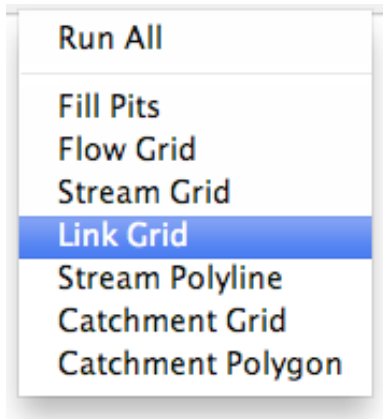 Run All
Fill Pits
Flow Grid
Stream Grid
Link Grid
Stream Polyline
Catchment Grid
Catchment Polygon